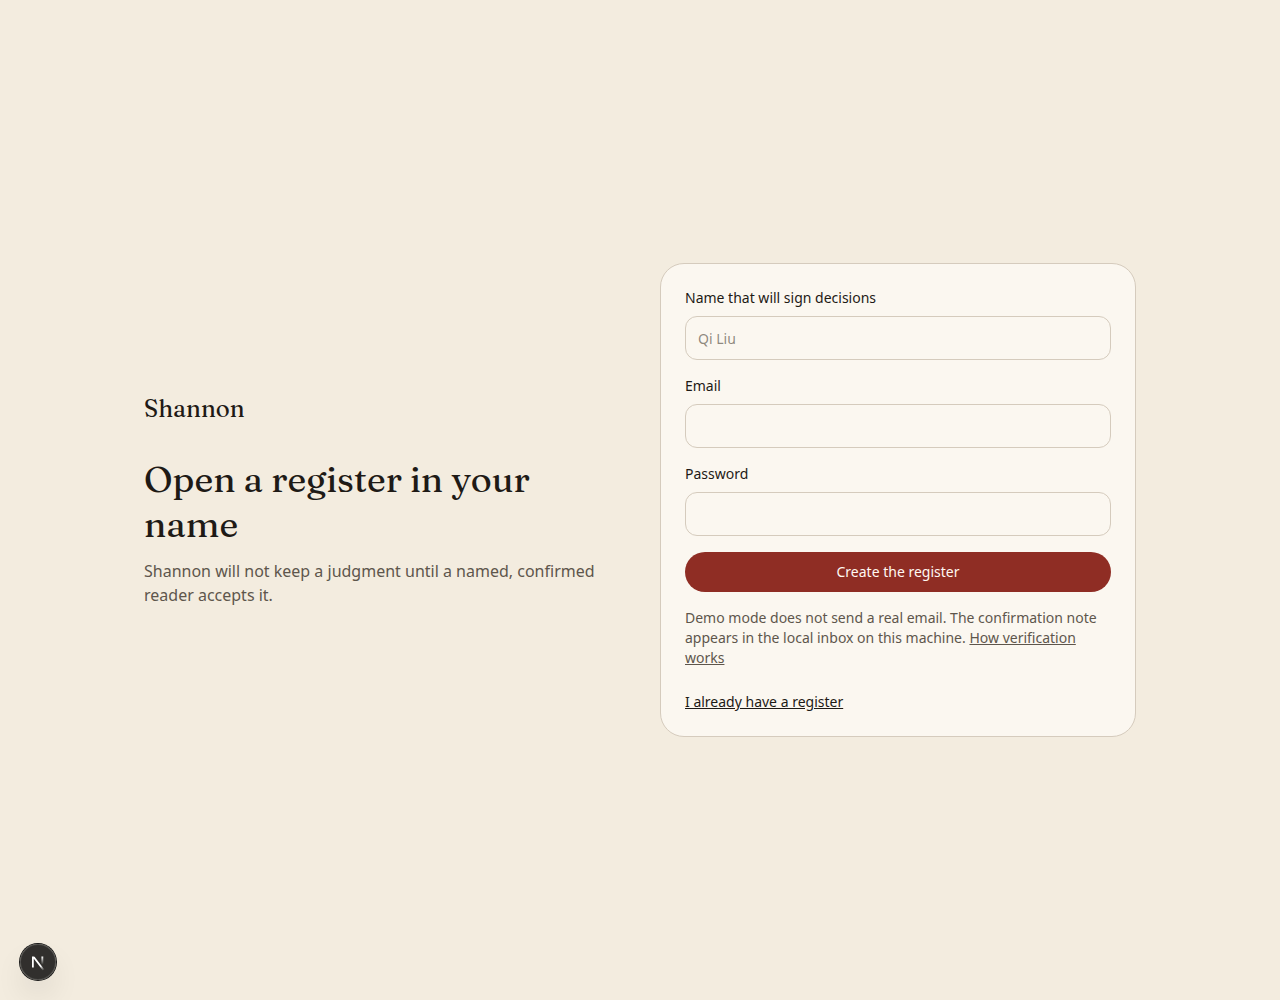 Shannon
Open a register in your
name
Shannon will not keep a judgment until a named, confirmed
reader accepts it.
Name that will sign decisions
Qi Liu
Email
Password
Create the register
Demo mode does not send a real email. The confirmation note
appears in the local inbox on this machine. How verification
works
I already have a register
N